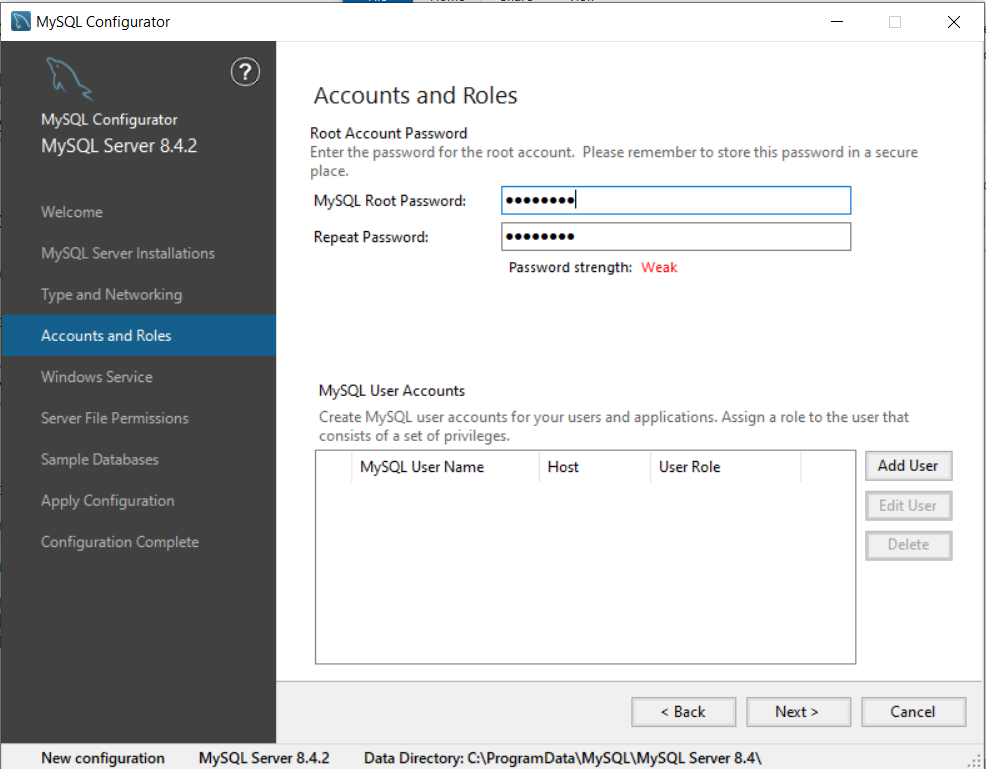 MySQL Configurator
?
MySQL Configurator
MySQL Server 8.4.2
Welcome
MySQL Server Installations
Type and Networking
Accounts and Roles
Windows Service
Server File Permissions
Sample Databases
Apply Configuration
Configuration Complete
Accounts and Roles
Root Account Password
Enter the password for the root account.  Please remember to store this password in a secure
place.
MySQL Root Password:
Repeat Password:
Password strength: Weak
MySQL User Accounts
Create MySQL user accounts for your users and applications. Assign a role to the user that
consists of a set of privileges.
MySQL User Name Host User Role
Add User
Edit User
Delete
< Back Next > Cancel
New configuration MySQL Server 8.4.2 Data Directory: C:\ProgramData\MySQL\MySQL Server 8.4\